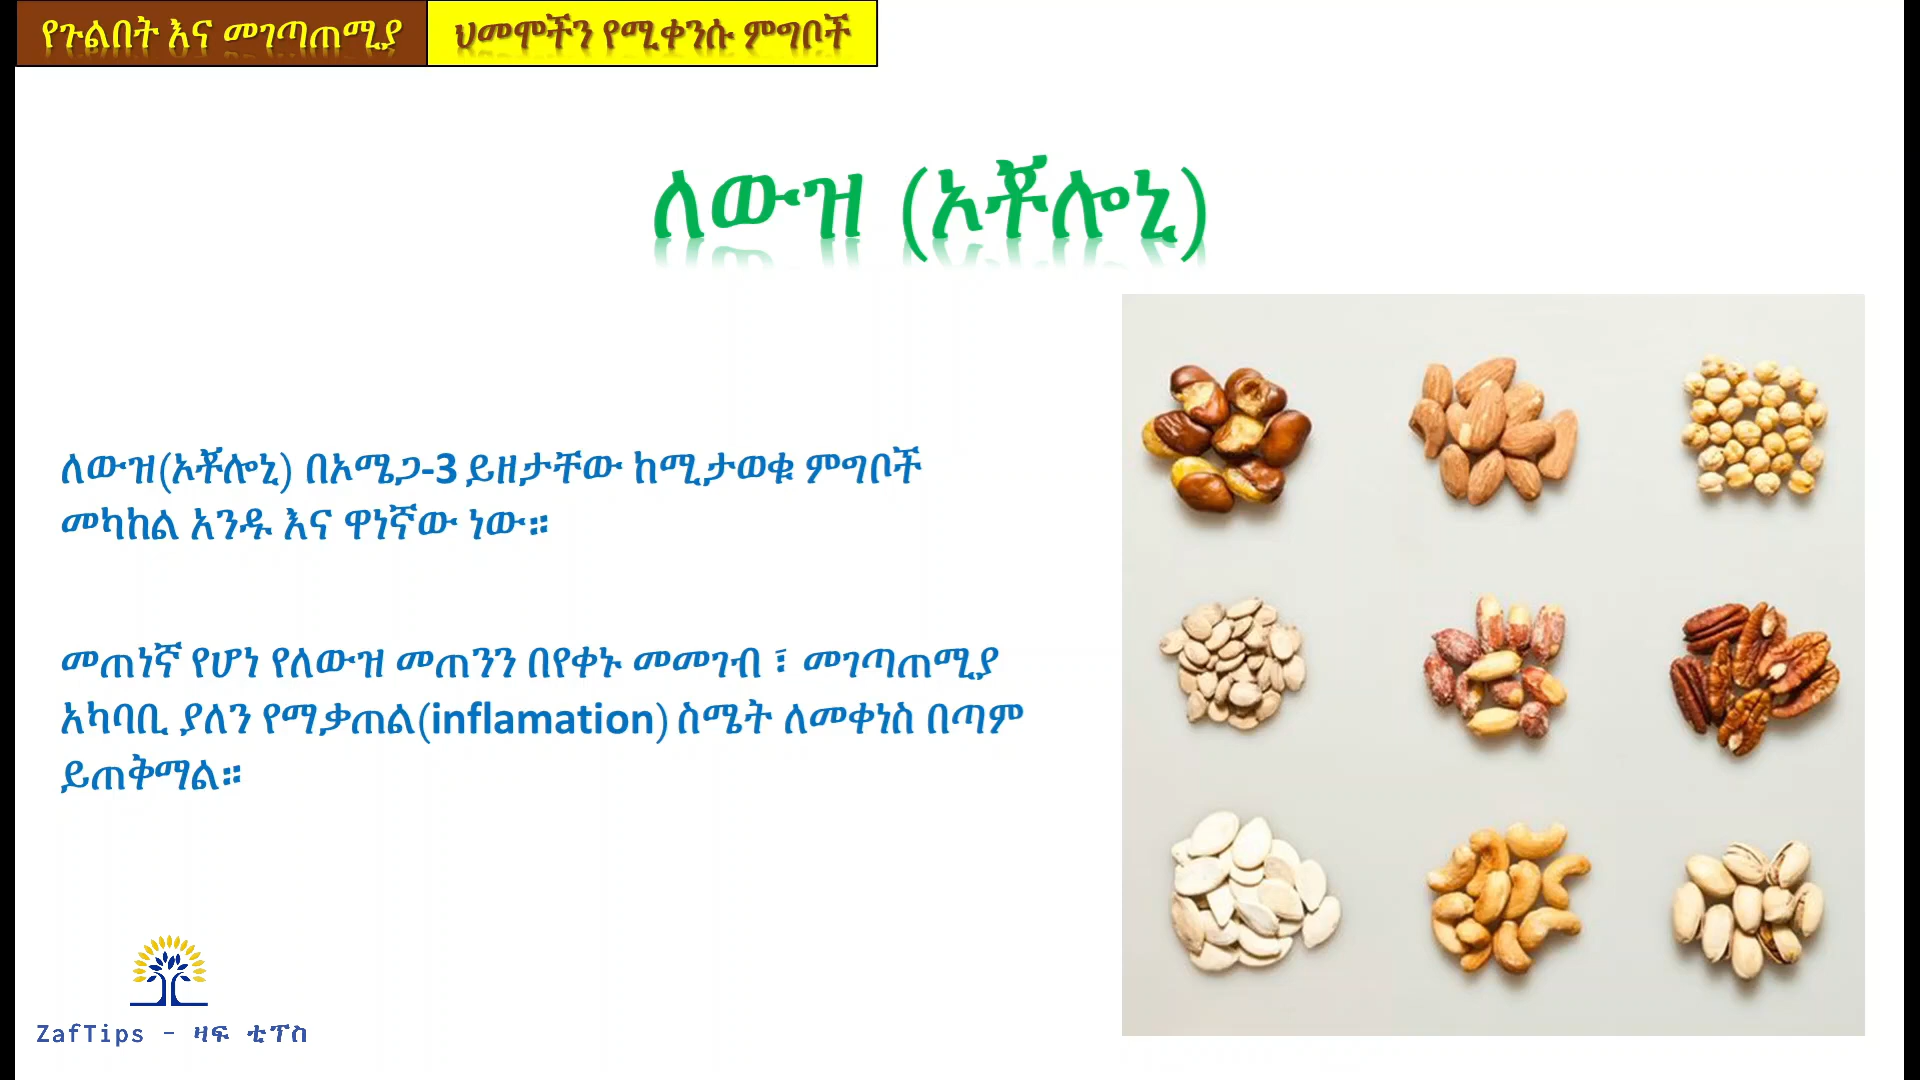 የጉልበት እና መገጣጠሚያ ህመሞችን የሚቀንሱ ምግቦች
ለውዝ (ኦቾሎኒ)
ለውዝ(ኦቾሎኒ) በኦሜጋ-3 ይዘታቸው ከሚታወቁ ምግቦች
መካከል አንዱ እና ዋነኛው ነው።
መጠነኛ የሆነ የለውዝ መጠንን በየቀኑ መመገብ ፣ መገጣጠሚያ
አካባቢ ያለን የማቃጠል(inflamation) ስሜት ለመቀነስ በጣም
ይጠቅማል።
ZafTips - ዛፍ ቲፕስ